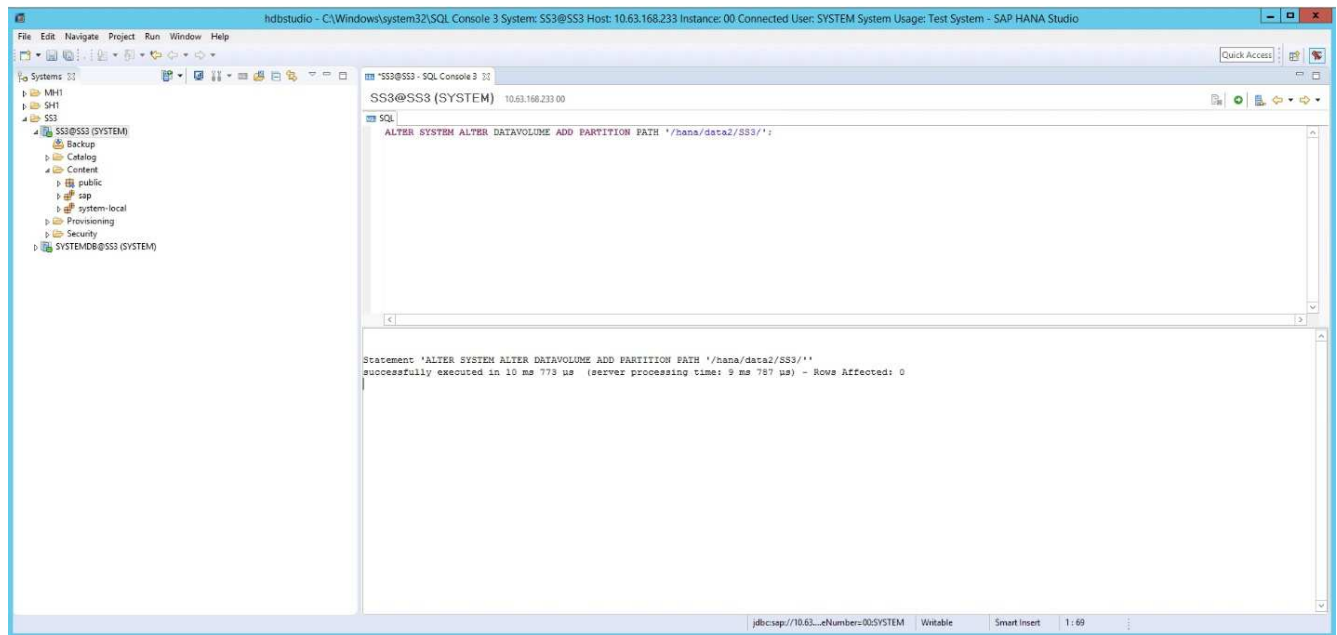 hdbstudio - C:\Windows\system32\SQL Console 3 System: SS3@SS3 Host: 10.63.168.233 Instance: 00 Connected User: SYSTEM System Usage: Test System - SAP HANA Studio
File Edit Navigate Project Run Window Help
Quick Access
Systems
MH1
SH1
SS3
SS3@SS3 (SYSTEM)
Backup
Catalog
Content
public
sap
system-local
Provisioning
Security
SYSTEMDB@SS3 (SYSTEM)
*SS3@SS3 - SQL Console 3
SS3@SS3 (SYSTEM) 10.63.168.233 00
SQL
ALTER SYSTEM ALTER DATAVOLUME ADD PARTITION PATH '/hana/data2/SS3/';
Statement 'ALTER SYSTEM ALTER DATAVOLUME ADD PARTITION PATH '/hana/data2/SS3/''
successfully executed in 10 ms 773 µs (server processing time: 9 ms 787 µs) - Rows Affected: 0
jdbc:sap://10.63....eNumber=00:SYSTEM Writable Smart Insert 1 : 69